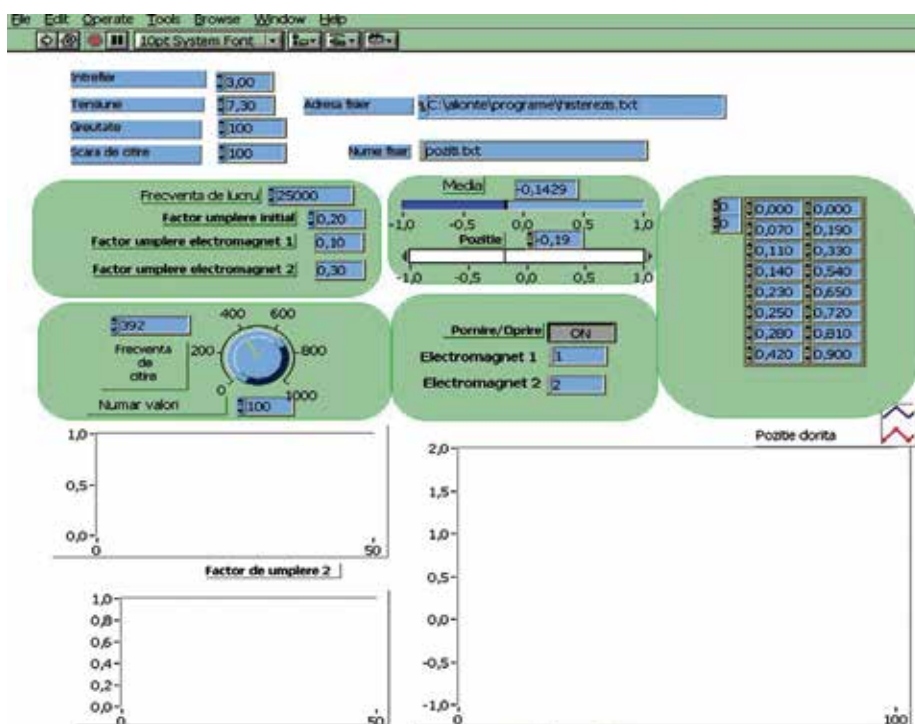 File Edit Operate Tools Browse Window Help
10pt System Font
Intrefier 3,00
Tensiune 7,30 Adresa fisier C:\alionte\programe\histerezis.txt
Greutate 100
Scara de citire 100 Nume fisier pozitii.txt
Frecventa de lucru 25000
Factor umplere initial 0,20
Factor umplere electromagnet 1 0,10
Factor umplere electromagnet 2 0,30
Media -0,1429
-1,0 -0,5 0,0 0,5 1,0
Pozitie -0,19
-1,0 -0,5 0,0 0,5 1,0
0 0,000 0,000
0 0,070 0,190
0,110 0,330
0,140 0,540
0,230 0,650
0,250 0,720
0,280 0,810
0,420 0,900
392
Frecventa
de
citire
0 200 400 600 800 1000
Numar valori 100
Pornire/Oprire ON
Electromagnet 1 1
Electromagnet 2 2
1,0
0,5
0,0
0 50
Factor de umplere 2
1,0
0,8
0,6
0,4
0,2
0,0
0 50
Pozitie dorita
2,0
1,5
1,0
0,5
0,0
-0,5
-1,0
0 100